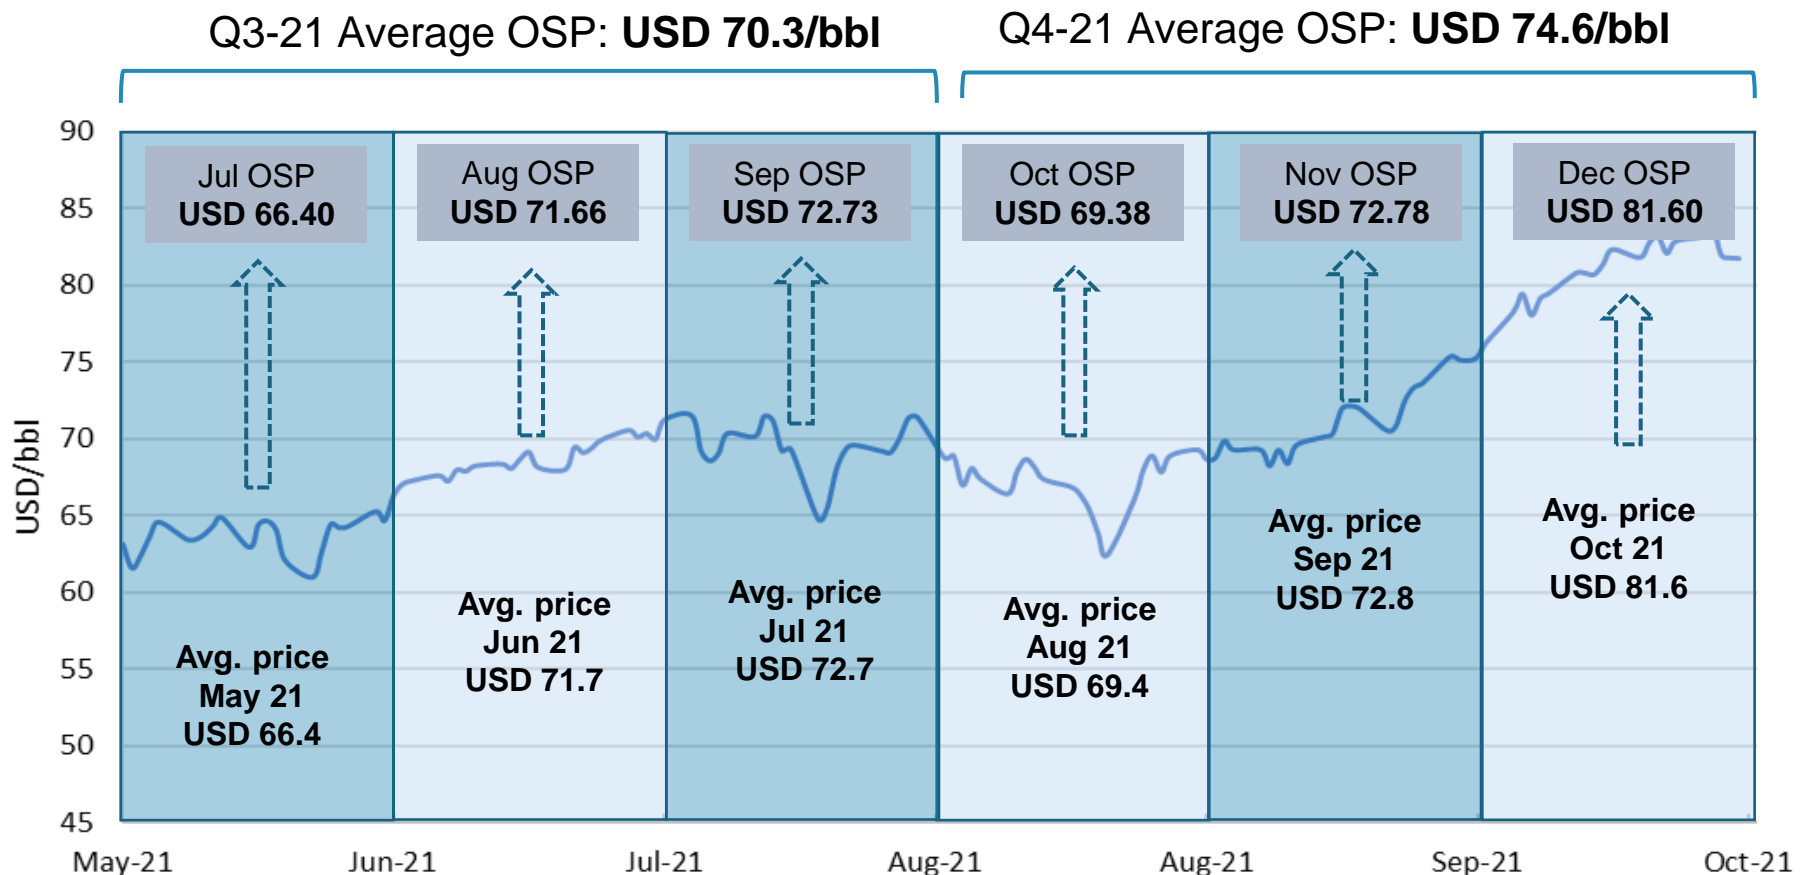 Q3-21 Average OSP: USD 70.3/bbl
Q4-21 Average OSP: USD 74.6/bbl
Jul OSP
USD 66.40
Aug OSP
USD 71.66
Sep OSP
USD 72.73
Oct OSP
USD 69.38
Nov OSP
USD 72.78
Dec OSP
USD 81.60
90
85
80
75
70
65
60
55
50
45
USD/bbl
Avg. price
May 21
USD 66.4
Avg. price
Jun 21
USD 71.7
Avg. price
Jul 21
USD 72.7
Avg. price
Aug 21
USD 69.4
Avg. price
Sep 21
USD 72.8
Avg. price
Oct 21
USD 81.6
May-21
Jun-21
Jul-21
Aug-21
Aug-21
Sep-21
Oct-21